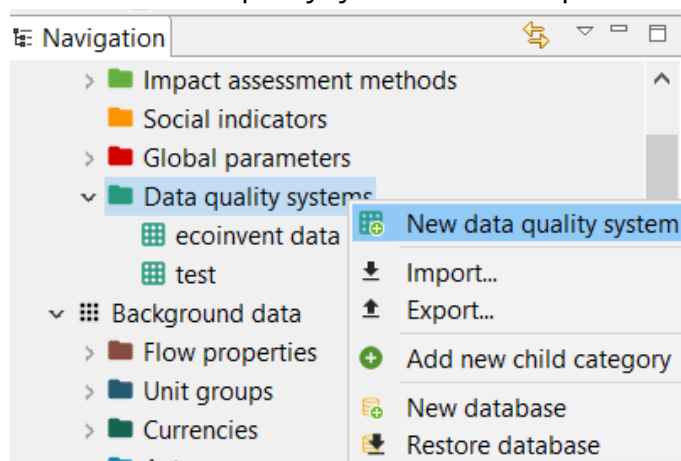 Navigation
Impact assessment methods
Social indicators
Global parameters
Data quality systems
New data quality system
ecoinvent data
test
Import...
Export...
Background data
Flow properties
Add new child category
Unit groups
New database
Currencies
Restore database